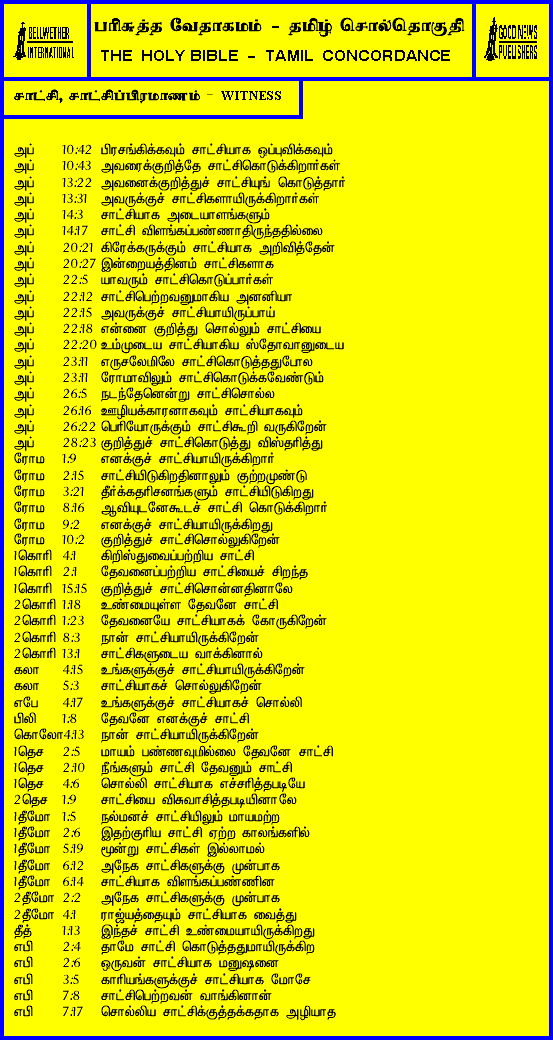 BELLWETHER
INTERNATIONAL
பரிசுத்த வேதாகமம் - தமிழ் சொல்தொகுதி
THE HOLY BIBLE - TAMIL CONCORDANCE
GOOD NEWS
PUBLISHERS
சாட்சி, சாட்சிப்பிரமாணம் - WITNESS
அப் 10:42 பிரசங்கிக்கவும் சாட்சியாக ஒப்புவிக்கவும்
அப் 10:43 அவரைக்குறித்தே சாட்சிகொடுக்கிறார்கள்
அப் 13:22 அவனைக்குறித்துச் சாட்சியுங் கொடுத்தார்
அப் 13:31 அவருக்குச் சாட்சிகளாயிருக்கிறார்கள்
அப் 14:3 சாட்சியாக அடையாளங்களும்
அப் 14:17 சாட்சி விளங்கப்பண்ணாதிருந்ததில்லை
அப் 20:21 கிரேக்கருக்கும் சாட்சியாக அறிவித்தேன்
அப் 20:27 இன்றையத்தினம் சாட்சிகளாக
அப் 22:5 யாவரும் சாட்சிகொடுப்பார்கள்
அப் 22:12 சாட்சிபெற்றவனுமாகிய அனனியா
அப் 22:15 அவருக்குச் சாட்சியாயிருப்பாய்
அப் 22:18 என்னை குறித்து சொல்லும் சாட்சியை
அப் 22:20 உம்முடைய சாட்சியாகிய ஸ்தேவானுடைய
அப் 23:11 எருசலேமிலே சாட்சிகொடுத்ததுபோல
அப் 23:11 ரோமாவிலும் சாட்சிகொடுக்கவேண்டும்
அப் 26:5 நடந்தேனென்று சாட்சிசொல்ல
அப் 26:16 ஊழியக்காரனாகவும் சாட்சியாகவும்
அப் 26:22 பெரியோருக்கும் சாட்சிகூறி வருகிறேன்
அப் 28:23 குறித்துச் சாட்சிகொடுத்து விஸ்தரித்து
ரோம 1:9 எனக்குச் சாட்சியாயிருக்கிறார்
ரோம 2:15 சாட்சியிடுகிறதினாலும் குற்றமுண்டு
ரோம 3:21 தீர்க்கதரிசனங்களும் சாட்சியிடுகிறது
ரோம 8:16 ஆவியுடனேகூடச் சாட்சி கொடுக்கிறார்
ரோம 9:2 எனக்குச் சாட்சியாயிருக்கிறது
ரோம 10:2 குறித்துச் சாட்சிசொல்லுகிறேன்
1கொரி 4:1 கிறிஸ்துவைப்பற்றிய சாட்சி
1கொரி 2:1 தேவனைப்பற்றிய சாட்சியைச் சிறந்த
1கொரி 15:15 குறித்துச் சாட்சிசொன்னதினாலே
2கொரி 1:18 உண்மையுள்ள தேவனே சாட்சி
2கொரி 1:23 தேவனையே சாட்சியாகக் கோருகிறேன்
2கொரி 8:3 நான் சாட்சியாயிருக்கிறேன்
2கொரி 13:1 சாட்சிகளுடைய வாக்கினால்
கலா 4:15 உங்களுக்குச் சாட்சியாயிருக்கிறேன்
கலா 5:3 சாட்சியாகச் சொல்லுகிறேன்
எபே 4:17 உங்களுக்குச் சாட்சியாகச் சொல்லி
பிலி 1:8 தேவனே எனக்குச் சாட்சி
கொலோ 4:13 நான் சாட்சியாயிருக்கிறேன்
1தெச 2:5 மாயம் பண்ணவுமில்லை தேவனே சாட்சி
1தெச 2:10 நீங்களும் சாட்சி தேவனும் சாட்சி
1தெச 4:6 சொல்லி சாட்சியாக எச்சரித்தபடியே
2தெச 1:9 சாட்சியை விசுவாசித்தபடியினாலே
1தீமோ 1:5 நல்மனச் சாட்சியிலும் மாயமற்ற
1தீமோ 2:6 இதற்குரிய சாட்சி ஏற்ற காலங்களில்
1தீமோ 5:19 மூன்று சாட்சிகள் இல்லாமல்
1தீமோ 6:12 அநேக சாட்சிகளுக்கு முன்பாக
1தீமோ 6:14 சாட்சியாக விளங்கப்பண்ணின
2தீமோ 2:2 அநேக சாட்சிகளுக்கு முன்பாக
2தீமோ 4:1 ராஜ்யத்தையும் சாட்சியாக வைத்து
தீத் 1:13 இந்தச் சாட்சி உண்மையாயிருக்கிறது
எபி 2:4 தாமே சாட்சி கொடுத்ததுமாயிருக்கிற
எபி 2:6 ஒருவன் சாட்சியாக மனுஷனை
எபி 3:5 காரியங்களுக்குச் சாட்சியாக மோசே
எபி 7:8 சாட்சிபெற்றவன் வாங்கினான்
எபி 7:17 சொல்லிய சாட்சிக்குத்தக்கதாக அழியாத